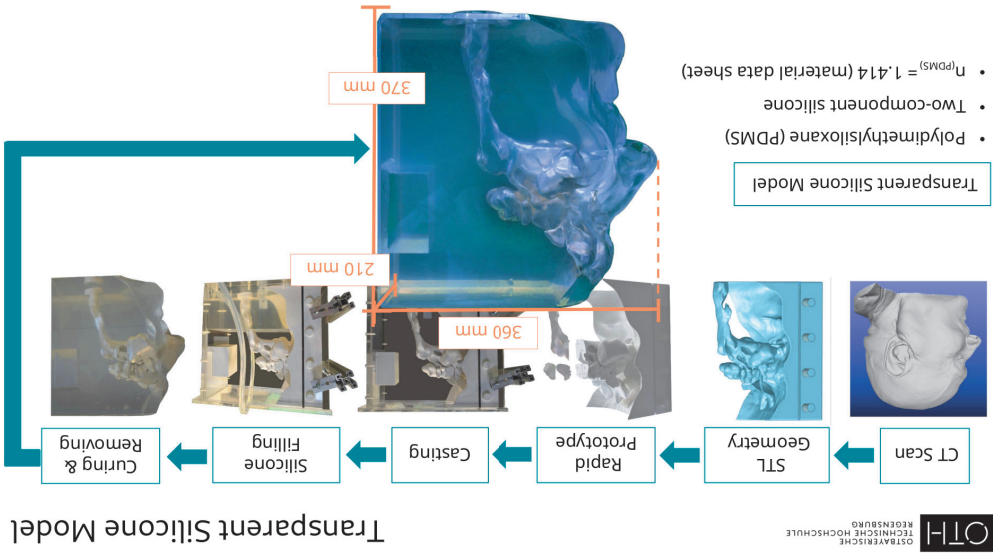 OTH
OSTBAYERISCHE
TECHNISCHE HOCHSCHULE
REGENSBURG
Transparent Silicone Model
CT Scan
STL
Geometry
Rapid
Prototype
Casting
Silicone
Filling
Curing &
Removing
360 mm
210 mm
370 mm
Transparent Silicone Model
• Polydimethylsiloxane (PDMS)
• Two-component silicone
• n(PDMS) = 1.414 (material data sheet)